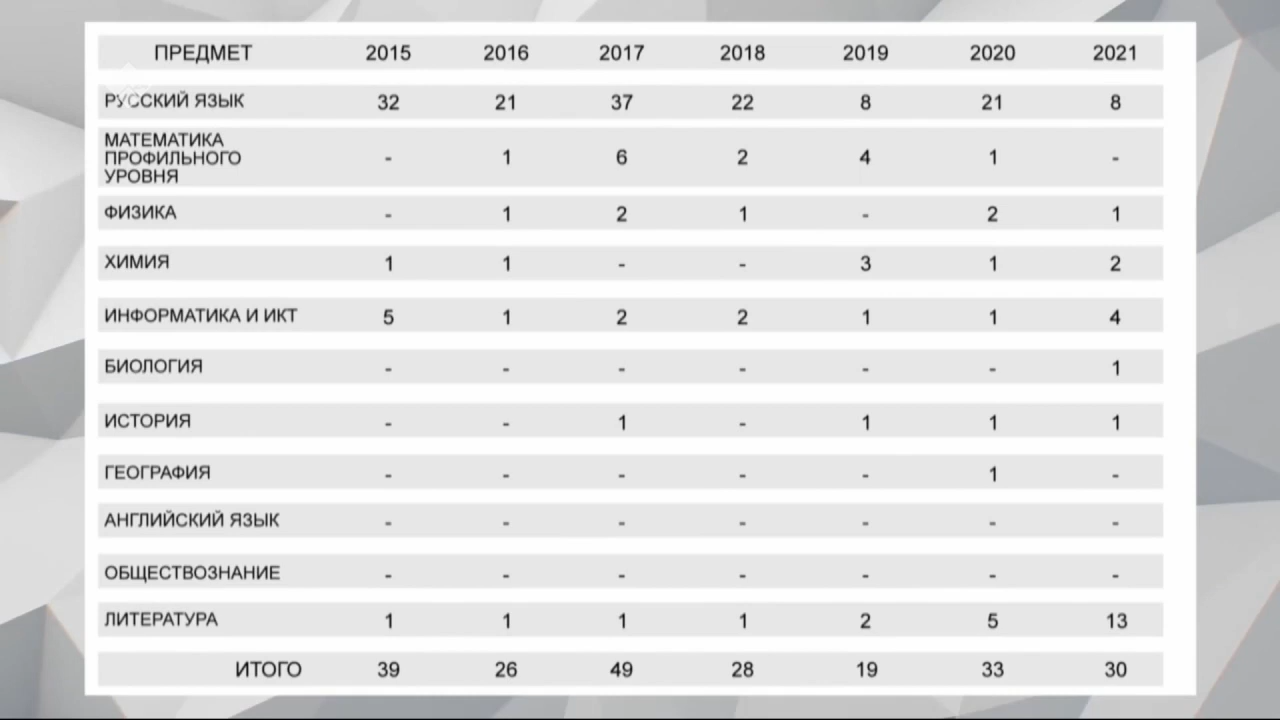 ПРЕДМЕТ 2015 2016 2017 2018 2019 2020 2021
РУССКИЙ ЯЗЫК 32 21 37 22 8 21 8
МАТЕМАТИКА
ПРОФИЛЬНОГО - 1 6 2 4 1 -
УРОВНЯ
ФИЗИКА - 1 2 1 - 2 1
ХИМИЯ 1 1 - - 3 1 2
ИНФОРМАТИКА И ИКТ 5 1 2 2 1 1 4
БИОЛОГИЯ - - - - - - 1
ИСТОРИЯ - - 1 - 1 1 1
ГЕОГРАФИЯ - - - - - 1 -
АНГЛИЙСКИЙ ЯЗЫК - - - - - - -
ОБЩЕСТВОЗНАНИЕ - - - - - - -
ЛИТЕРАТУРА 1 1 1 1 2 5 13
ИТОГО 39 26 49 28 19 33 30